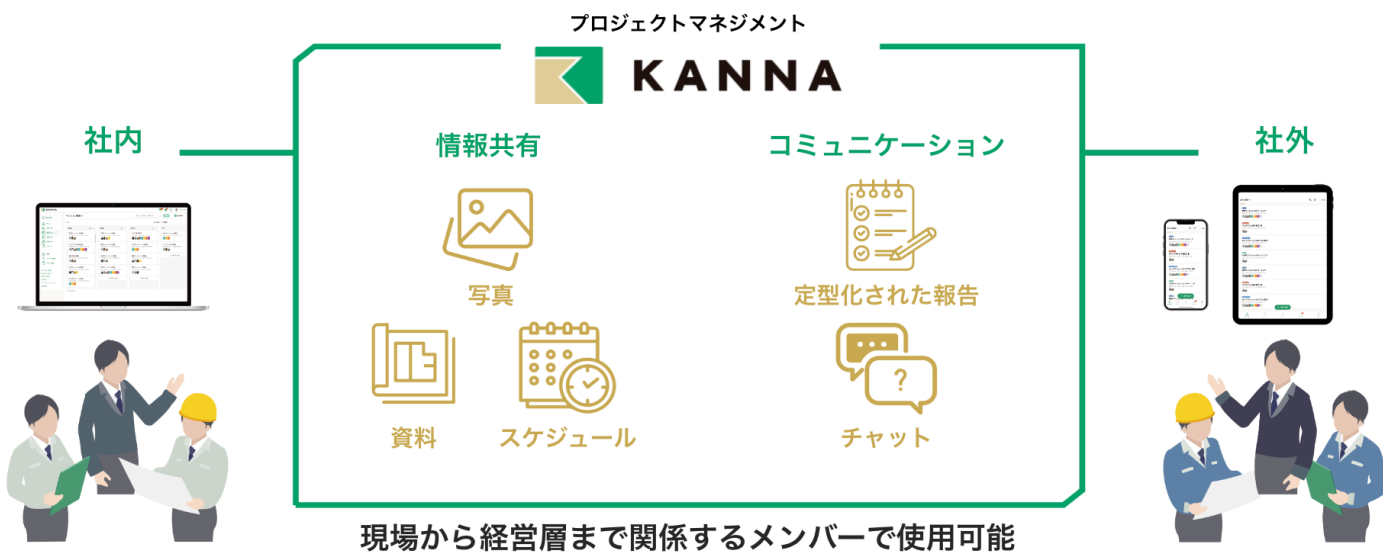 プロジェクトマネジメント
KANNA
社内
情報共有
コミュニケーション
社外
写真
定型化された報告
資料
スケジュール
?
チャット
現場から経営層まで関係するメンバーで使用可能